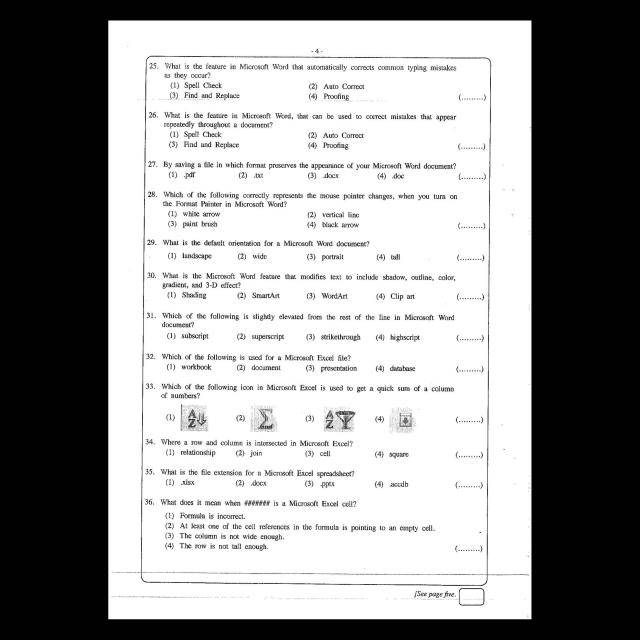 - 4 -
25. What is the feature in Microsoft Word that automatically corrects common typing mistakes
as they occur?
(1) Spell Check (2) Auto Correct
(3) Find and Replace (4) Proofing (.........)
26. What is the feature in Microsoft Word, that can be used to correct mistakes that appear
repeatedly throughout a document?
(1) Spell Check (2) Auto Correct
(3) Find and Replace (4) Proofing (.........)
27. By saving a file in which format preserves the appearance of your Microsoft Word document?
(1) .pdf (2) .txt (3) .docx (4) .doc (.........)
28. Which of the following correctly represents the mouse pointer changes, when you turn on
the Format Painter in Microsoft Word?
(1) white arrow (2) vertical line
(3) paint brush (4) black arrow (.........)
29. What is the default orientation for a Microsoft Word document?
(1) landscape (2) wide (3) portrait (4) tall (.........)
30. What is the Microsoft Word feature that modifies text to include shadow, outline, color,
gradient, and 3-D effect?
(1) Shading (2) SmartArt (3) WordArt (4) Clip art (.........)
31. Which of the following is slightly elevated from the rest of the line in Microsoft Word
document?
(1) subscript (2) superscript (3) strikethrough (4) highscript (.........)
32. Which of the following is used for a Microsoft Excel file?
(1) workbook (2) document (3) presentation (4) database (.........)
33. Which of the following icon in Microsoft Excel is used to get a quick sum of a column
of numbers?
(1) A Z (2) Σ (3) A Z (4) (.........)
34. Where a row and column is intersected in Microsoft Excel?
(1) relationship (2) join (3) cell (4) square (.........)
35. What is the file extension for a Microsoft Excel spreadsheet?
(1) .xlsx (2) .docx (3) .pptx (4) .accdb (.........)
36. What does it mean when ####### is a Microsoft Excel cell?
(1) Formula is incorrect.
(2) At least one of the cell references in the formula is pointing to an empty cell.
(3) The column is not wide enough.
(4) The row is not tall enough. (.........)
[See page five.